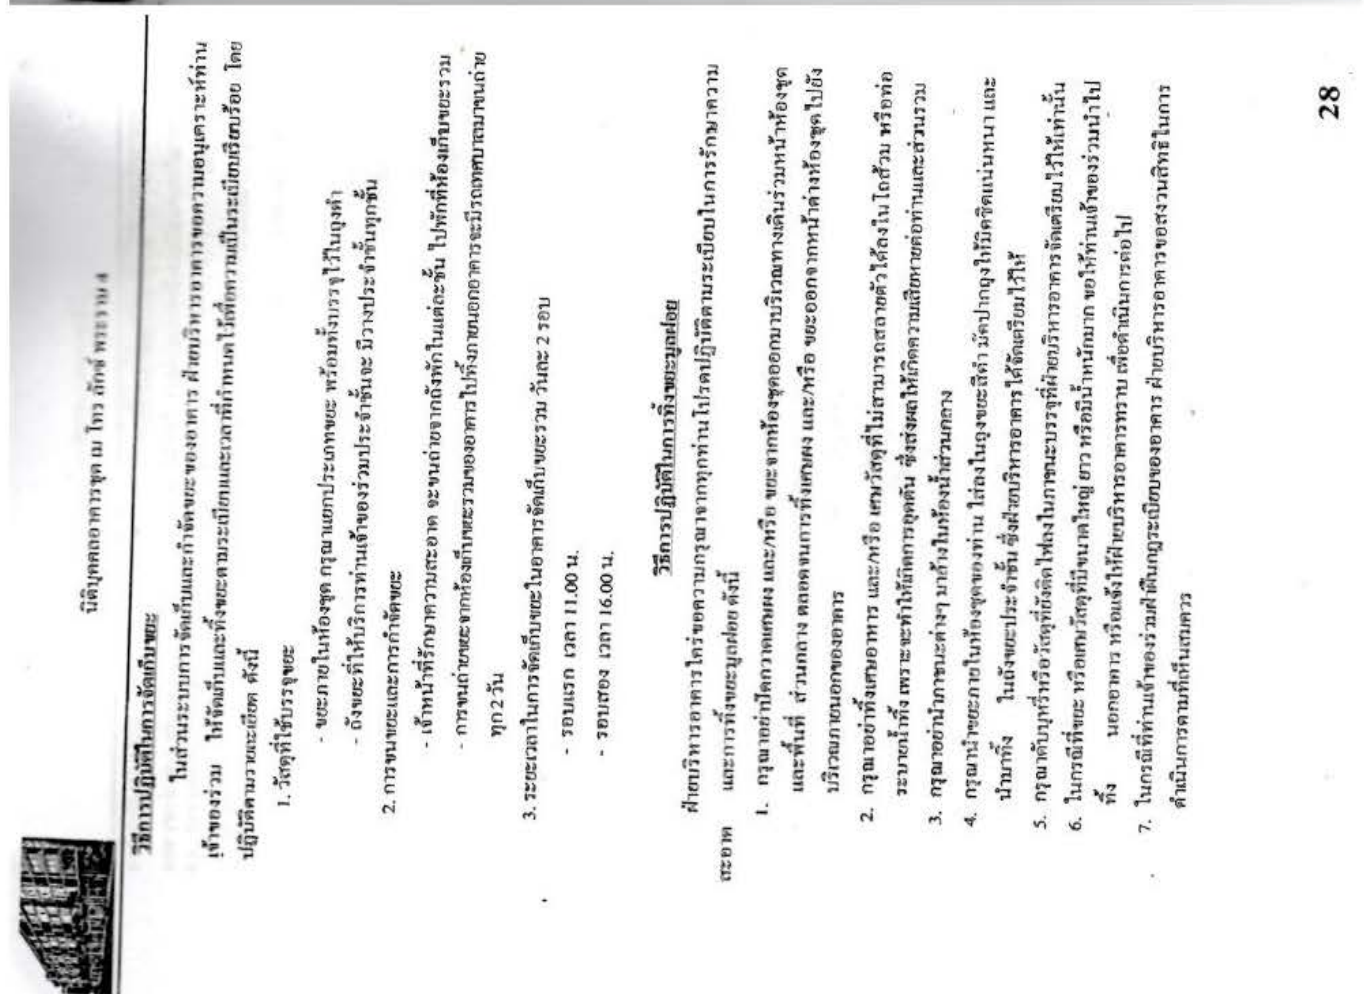 นิติบุคคลอาคารชุด ณ ไทร ภักษ์ พระราม 4
วิธีการปฏิบัติในการจัดเก็บขยะ
ในส่วนระบบการจัดเก็บและกำจัดขยะของอาคาร ฝ่ายบริหารอาคารขอความอนุเคราะห์ท่าน
เจ้าของร่วม ให้จัดเก็บและทิ้งขยะตามระเบียบและเวลาที่กำหนดไว้เพื่อความเป็นระเบียบเรียบร้อย โดย
ปฏิบัติตามรายละเอียด ดังนี้
1. วัสดุที่ใช้บรรจุขยะ
- ขยะภายในห้องชุด กรุณาแยกประเภทขยะ พร้อมทั้งบรรจุไว้ในถุงดำ
- ถังขยะที่ให้บริการท่านเจ้าของร่วมประจำชั้นจะ มีวางประจำชั้นทุกชั้น
2. การขนขยะและการกำจัดขยะ
- เจ้าหน้าที่รักษาความสะอาด จะขนถ่ายจากถังพักในแต่ละชั้น ไปพักที่ห้องเก็บขยะรวม
- การขนถ่ายขยะจากห้องเก็บขยะรวมของอาคารไปทิ้งภายนอกอาคารจะมีรถเทศบาลมาขนถ่าย
ทุก 2 วัน
3. ระยะเวลาในการจัดเก็บขยะในอาคารจัดเก็บขยะรวม วันละ 2 รอบ
- รอบแรก เวลา 11.00 น.
- รอบสอง เวลา 16.00 น.
วิธีการปฏิบัติในการทิ้งขยะมูลฝอย
ฝ่ายบริหารอาคารใคร่ขอความกรุณาจากทุกท่านโปรดปฏิบัติตามระเบียบในการรักษาความ
สะอาด และการทิ้งขยะมูลฝอย ดังนี้
1. กรุณาอย่าปัดกวาดเศษผง และ/หรือ ขยะจากห้องชุดออกมาบริเวณทางเดินร่วมหน้าห้องชุด
และพื้นที่ ส่วนกลาง ตลอดจนการทิ้งเศษผง และ/หรือ ขยะออกจากหน้าต่างห้องชุดไปยัง
บริเวณภายนอกของอาคาร
2. กรุณาอย่าทิ้งเศษอาหาร และ/หรือ เศษวัสดุที่ไม่สามารถสลายตัวได้ลงในโถส้วม หรือท่อ
ระบายน้ำทิ้ง เพราะจะทำให้เกิดการอุดตัน ซึ่งส่งผลให้เกิดความเสียหายต่อท่านและส่วนรวม
3. กรุณาอย่านำภาชนะต่างๆ มาล้างในห้องน้ำส่วนกลาง
4. กรุณานำขยะภายในห้องชุดของท่าน ใส่ลงในถุงขยะสีดำ มัดปากถุงให้มิดชิดแน่นหนา และ
นำมาทิ้ง ในถังขยะประจำชั้น ซึ่งฝ่ายบริหารอาคารได้จัดเตรียมไว้ให้
5. กรุณาดับบุหรี่หรือวัสดุที่ยังติดไฟลงในภาชนะบรรจุที่ฝ่ายบริหารอาคารจัดเตรียมไว้ให้เท่านั้น
6. ในกรณีที่ขยะ หรือเศษวัสดุที่มีขนาดใหญ่ ยาว หรือมีน้ำหนักมาก ขอให้ท่านเจ้าของร่วมนำไป
ทิ้ง นอกอาคาร หรือแจ้งให้ฝ่ายบริหารอาคารทราบ เพื่อดำเนินการต่อไป
7. ในกรณีที่ท่านเจ้าของร่วมฝ่าฝืนกฎระเบียบของอาคาร ฝ่ายบริหารอาคารขอสงวนสิทธิในการ
ดำเนินการตามที่เห็นสมควร
28